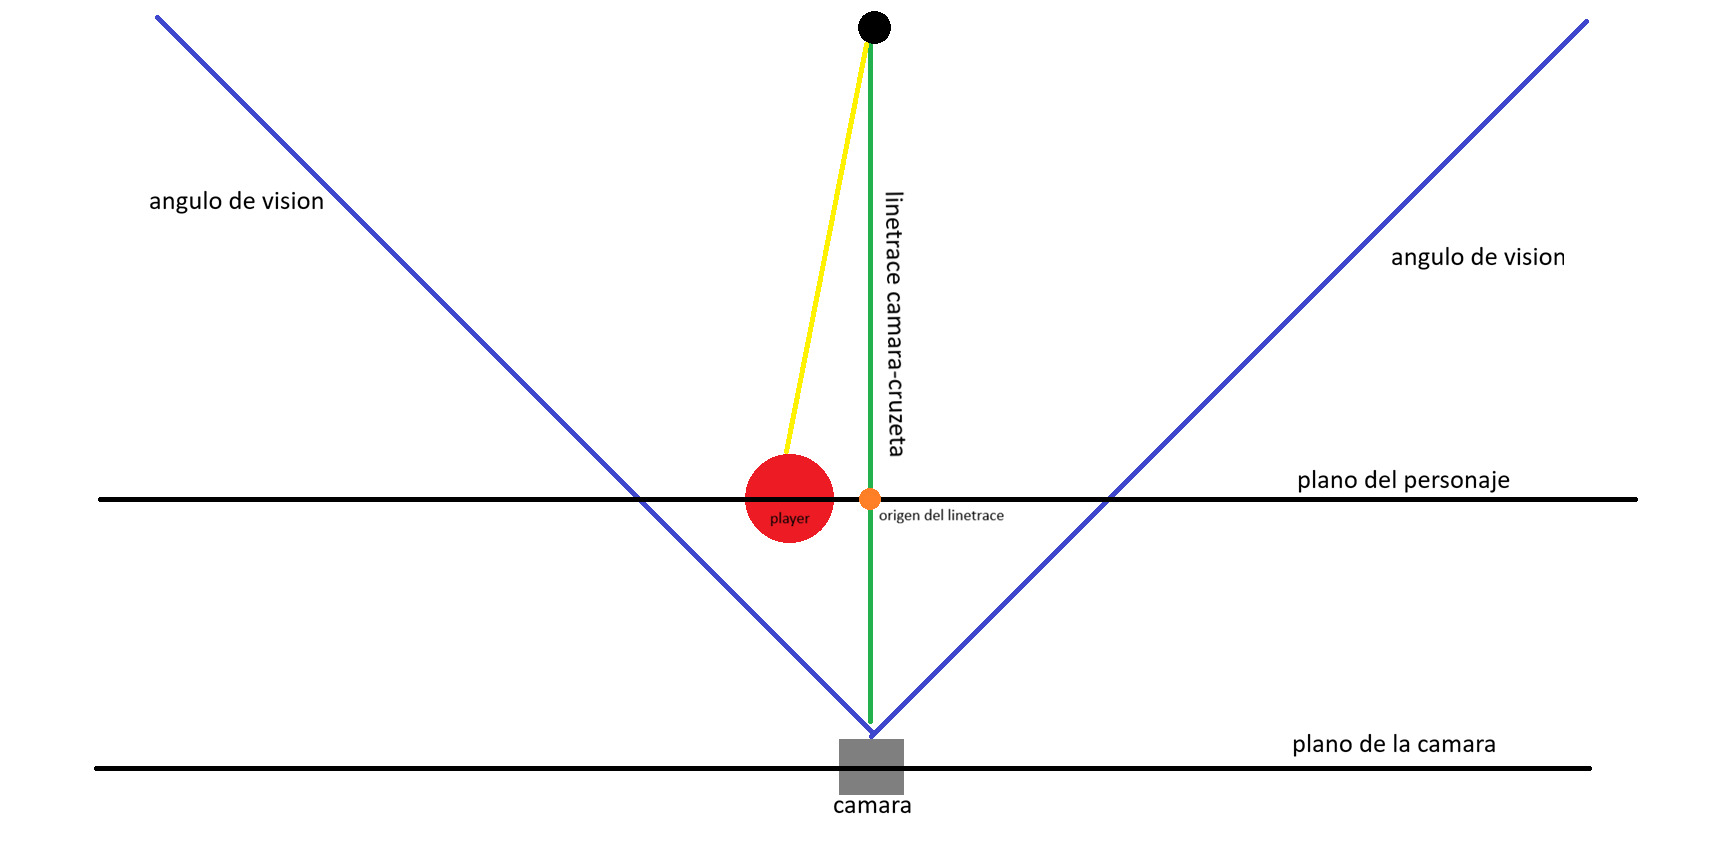 angulo de vision
linetrace camara-cruzeta
angulo de vision
plano del personaje
player
origen del linetrace
plano de la camara
camara